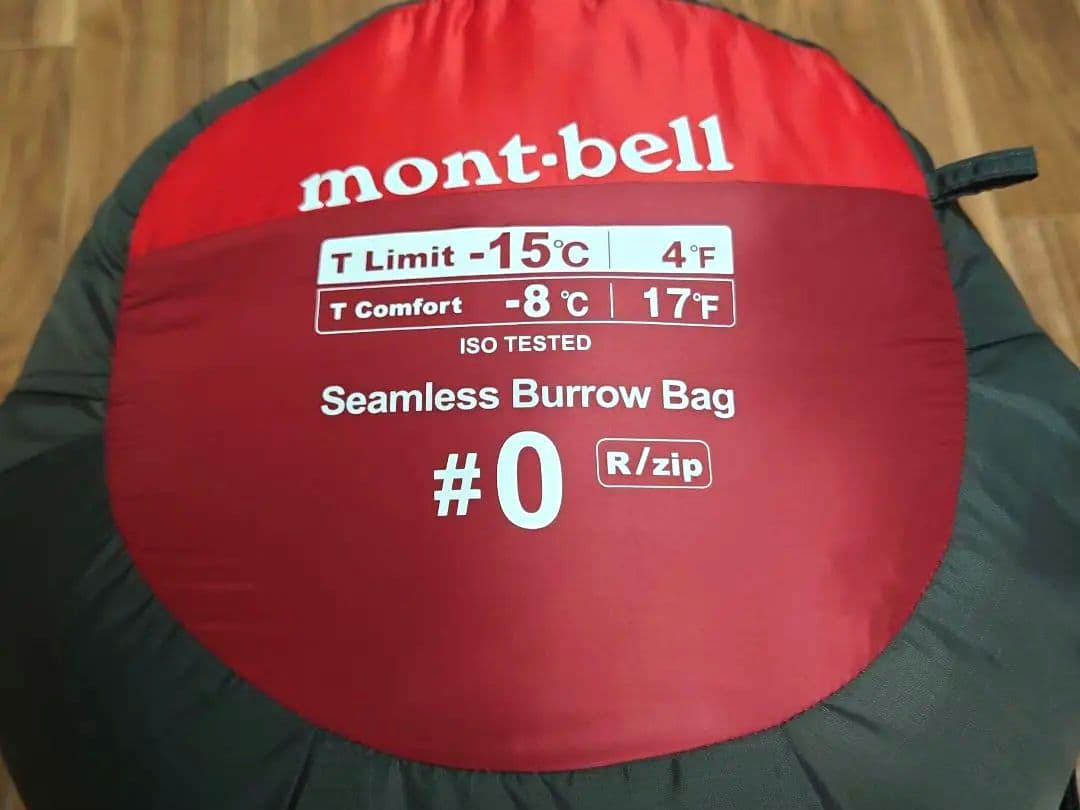 mont-bell
T Limit -15℃ | 4°F
T Comfort -8℃ | 17°F
ISO TESTED
Seamless Burrow Bag
#0 R/zip